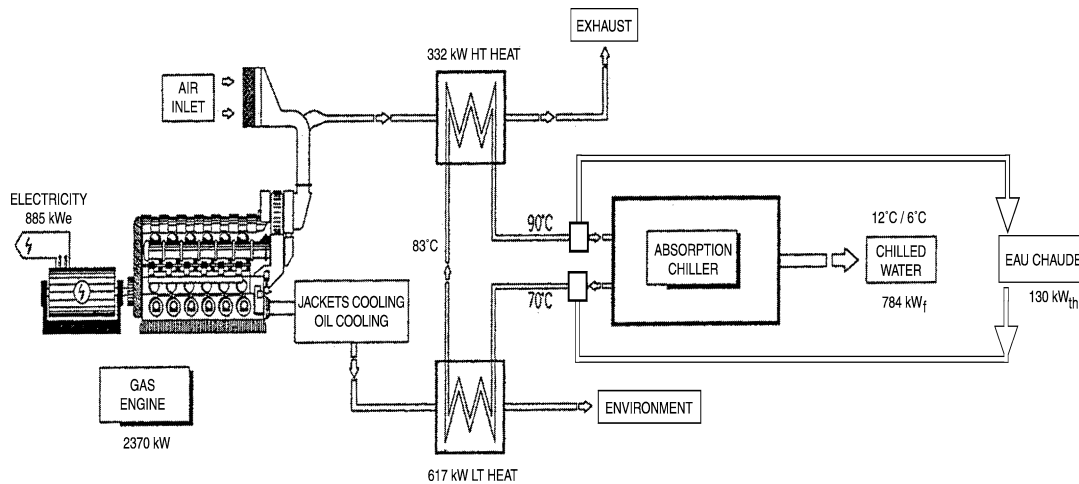 EXHAUST
332 kW HT HEAT
AIR
INLET
ELECTRICITY
885 kWe
90°C
83°C
ABSORPTION
CHILLER
12°C / 6°C
CHILLED
WATER
784 kWf
EAU CHAUDE
130 kWth
70°C
JACKETS COOLING
OIL COOLING
GAS
ENGINE
2370 kW
ENVIRONMENT
617 kW LT HEAT